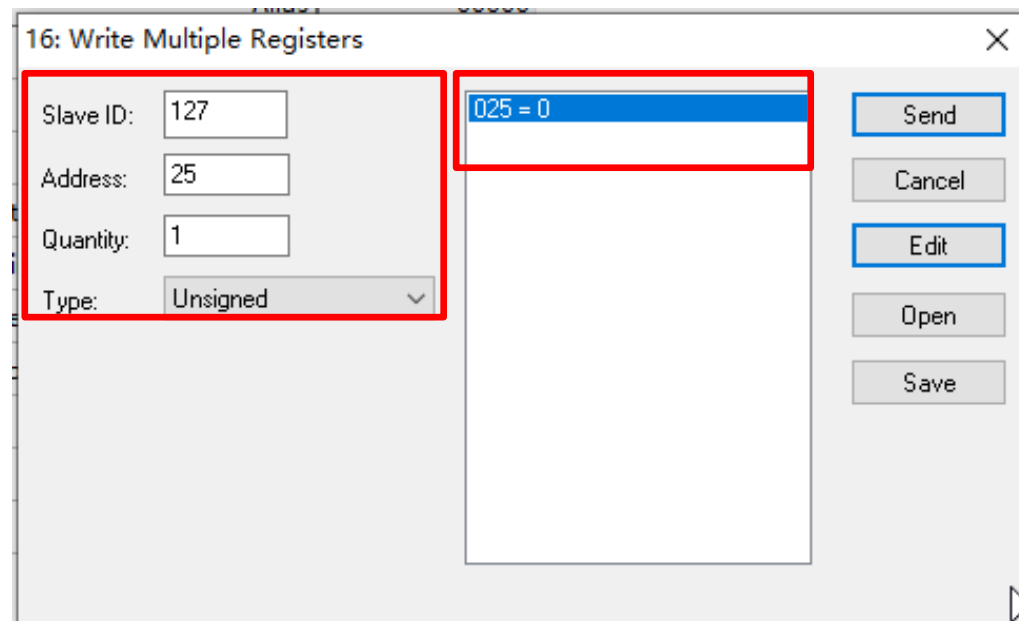 16: Write Multiple Registers
Slave ID: 127
Address: 25
Quantity: 1
Type: Unsigned
025 = 0
Send
Cancel
Edit
Open
Save